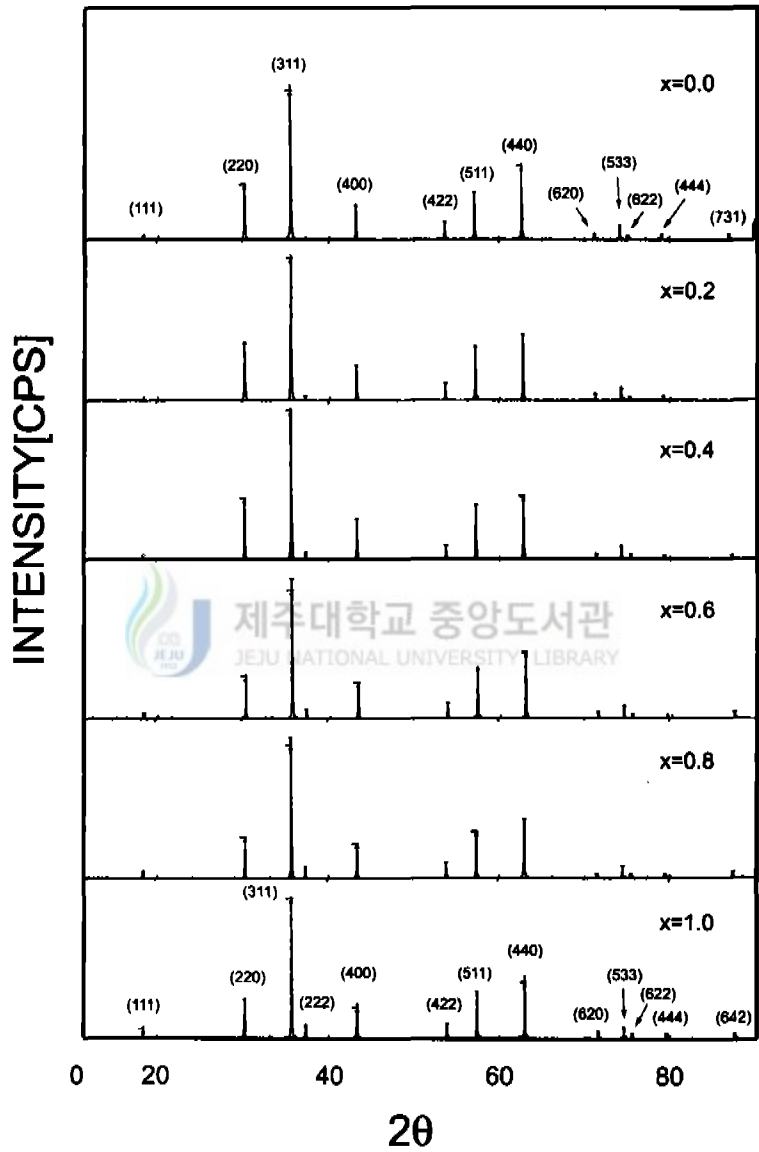 (311)
x=0.0
(440)
(533)
(220)
(511)
(400)
(444)
(422)
(620)
(622)
(111)
(731)
x=0.2
x=0.4
x=0.6
제주대학교 중앙도서관
JEJU NATIONAL UNIVERSITY LIBRARY
JEJU
1952
x=0.8
(311)
x=1.0
(440)
(220)
(400)
(511)
(533)
(622)
(111)
(222)
(422)
(620)
(444)
(642)
INTENSITY[CPS]
0 20 40 60 80
2θ